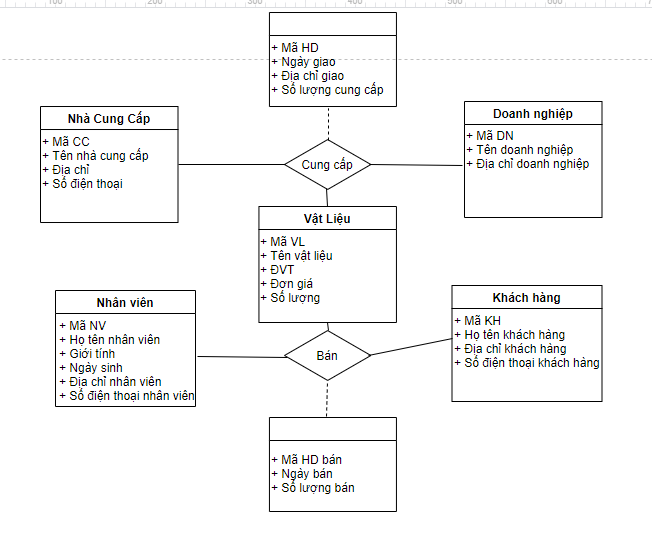 100
200
300
400
500
600
+ Mã HD
+ Ngày giao
+ Địa chỉ giao
+ Số lượng cung cấp
Nhà Cung Cấp
+ Mã CC
+ Tên nhà cung cấp
+ Địa chỉ
+ Số điện thoại
Cung cấp
Doanh nghiệp
+ Mã DN
+ Tên doanh nghiệp
+ Địa chỉ doanh nghiệp
Vật Liệu
+ Mã VL
+ Tên vật liệu
+ ĐVT
+ Đơn giá
+ Số lượng
Nhân viên
+ Mã NV
+ Họ tên nhân viên
+ Giới tính
+ Ngày sinh
+ Địa chỉ nhân viên
+ Số điện thoại nhân viên
Bán
Khách hàng
+ Mã KH
+ Họ tên khách hàng
+ Địa chỉ khách hàng
+ Số điện thoại khách hàng
+ Mã HD bán
+ Ngày bán
+ Số lượng bán